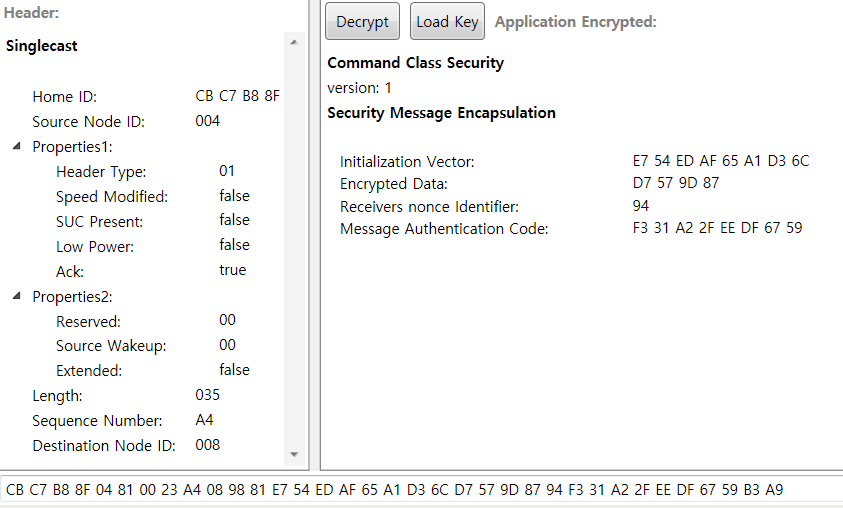 Header:
Singlecast
Home ID: CB C7 B8 8F
Source Node ID: 004
Properties1:
Header Type: 01
Speed Modified: false
SUC Present: false
Low Power: false
Ack: true
Properties2:
Reserved: 00
Source Wakeup: 00
Extended: false
Length: 035
Sequence Number: A4
Destination Node ID: 008
Decrypt Load Key Application Encrypted:
Command Class Security
version: 1
Security Message Encapsulation
Initialization Vector: E7 54 ED AF 65 A1 D3 6C
Encrypted Data: D7 57 9D 87
Receivers nonce Identifier: 94
Message Authentication Code: F3 31 A2 2F EE DF 67 59
CB C7 B8 8F 04 81 00 23 A4 08 98 81 E7 54 ED AF 65 A1 D3 6C D7 57 9D 87 94 F3 31 A2 2F EE DF 67 59 B3 A9